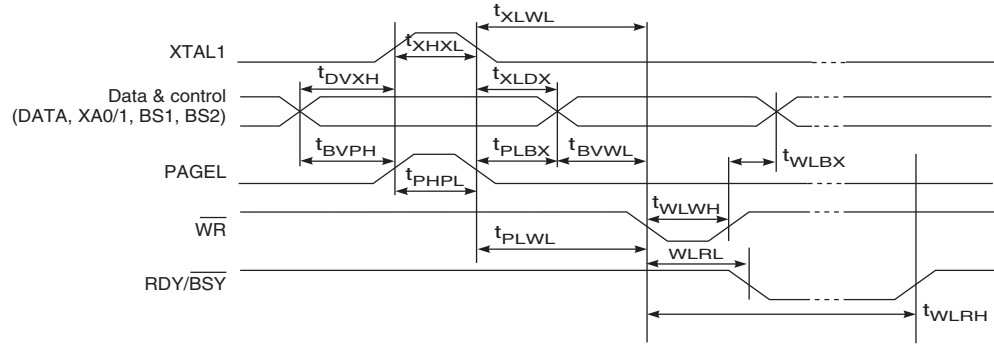 tXLWL
XTAL1
tXHXL
tDVXH
tXLDX
Data & control
(DATA, XA0/1, BS1, BS2)
tBVPH
tPLBX
tBVWL
tWLBX
PAGEL
tPHPL
tWLWH
WR
tPLWL
WLRL
RDY/BSY
tWLRH